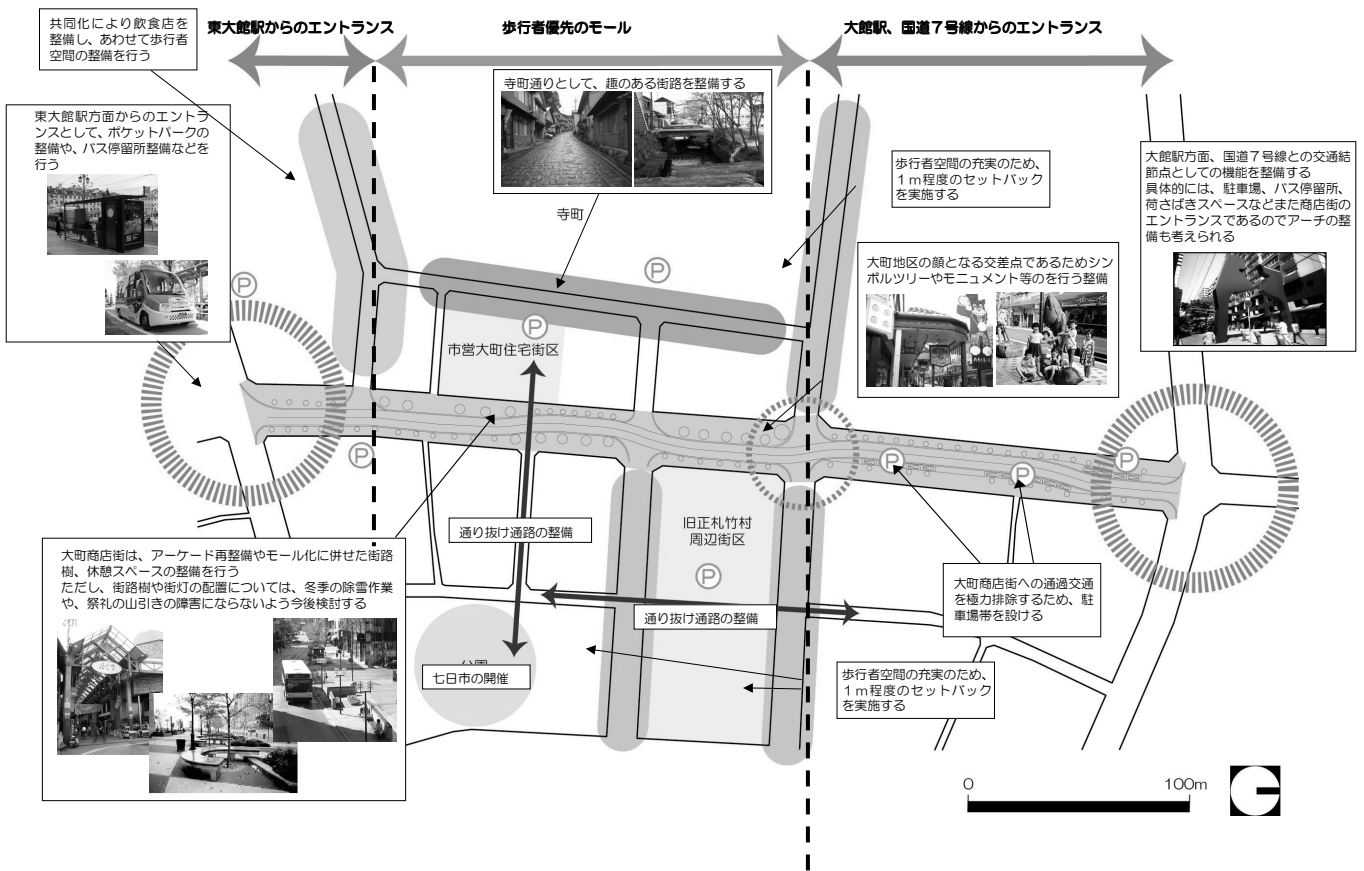 東大館駅からのエントランス
歩行者優先のモール
大館駅、国道７号線からのエントランス
共同化により飲食店を
整備し、あわせて歩行者
空間の整備を行う
東大館駅方面からのエントラ
ンスとして、ポケットパークの
整備や、バス停留所整備などを
行う
寺町通りとして、趣のある街路を整備する
寺町
歩行者空間の充実のため、
１ｍ程度のセットバック
を実施する
大館駅方面、国道７号線との交通結
節点としての機能を整備する
具体的には、駐車場、バス停留所、
荷さばきスペースなどまた商店街の
エントランスであるのでアーチの整
備も考えられる
大町地区の顔となる交差点であるためシン
ボルツリーやモニュメント等のを行う整備
P
P
P
市営大町住宅街区
P
P
P
P
通り抜け通路の整備
旧正札竹村
周辺街区
P
大町商店街は、アーケード再整備やモール化に併せた街路
樹、休憩スペースの整備を行う
ただし、街路樹や街灯の配置については、冬季の除雪作業
や、祭礼の山引きの障害にならないよう今後検討する
大町商店街への通過交通
を極力排除するため、駐
車場帯を設ける
通り抜け通路の整備
公園
七日市の開催
歩行者空間の充実のため、
１ｍ程度のセットバック
を実施する
0
100m